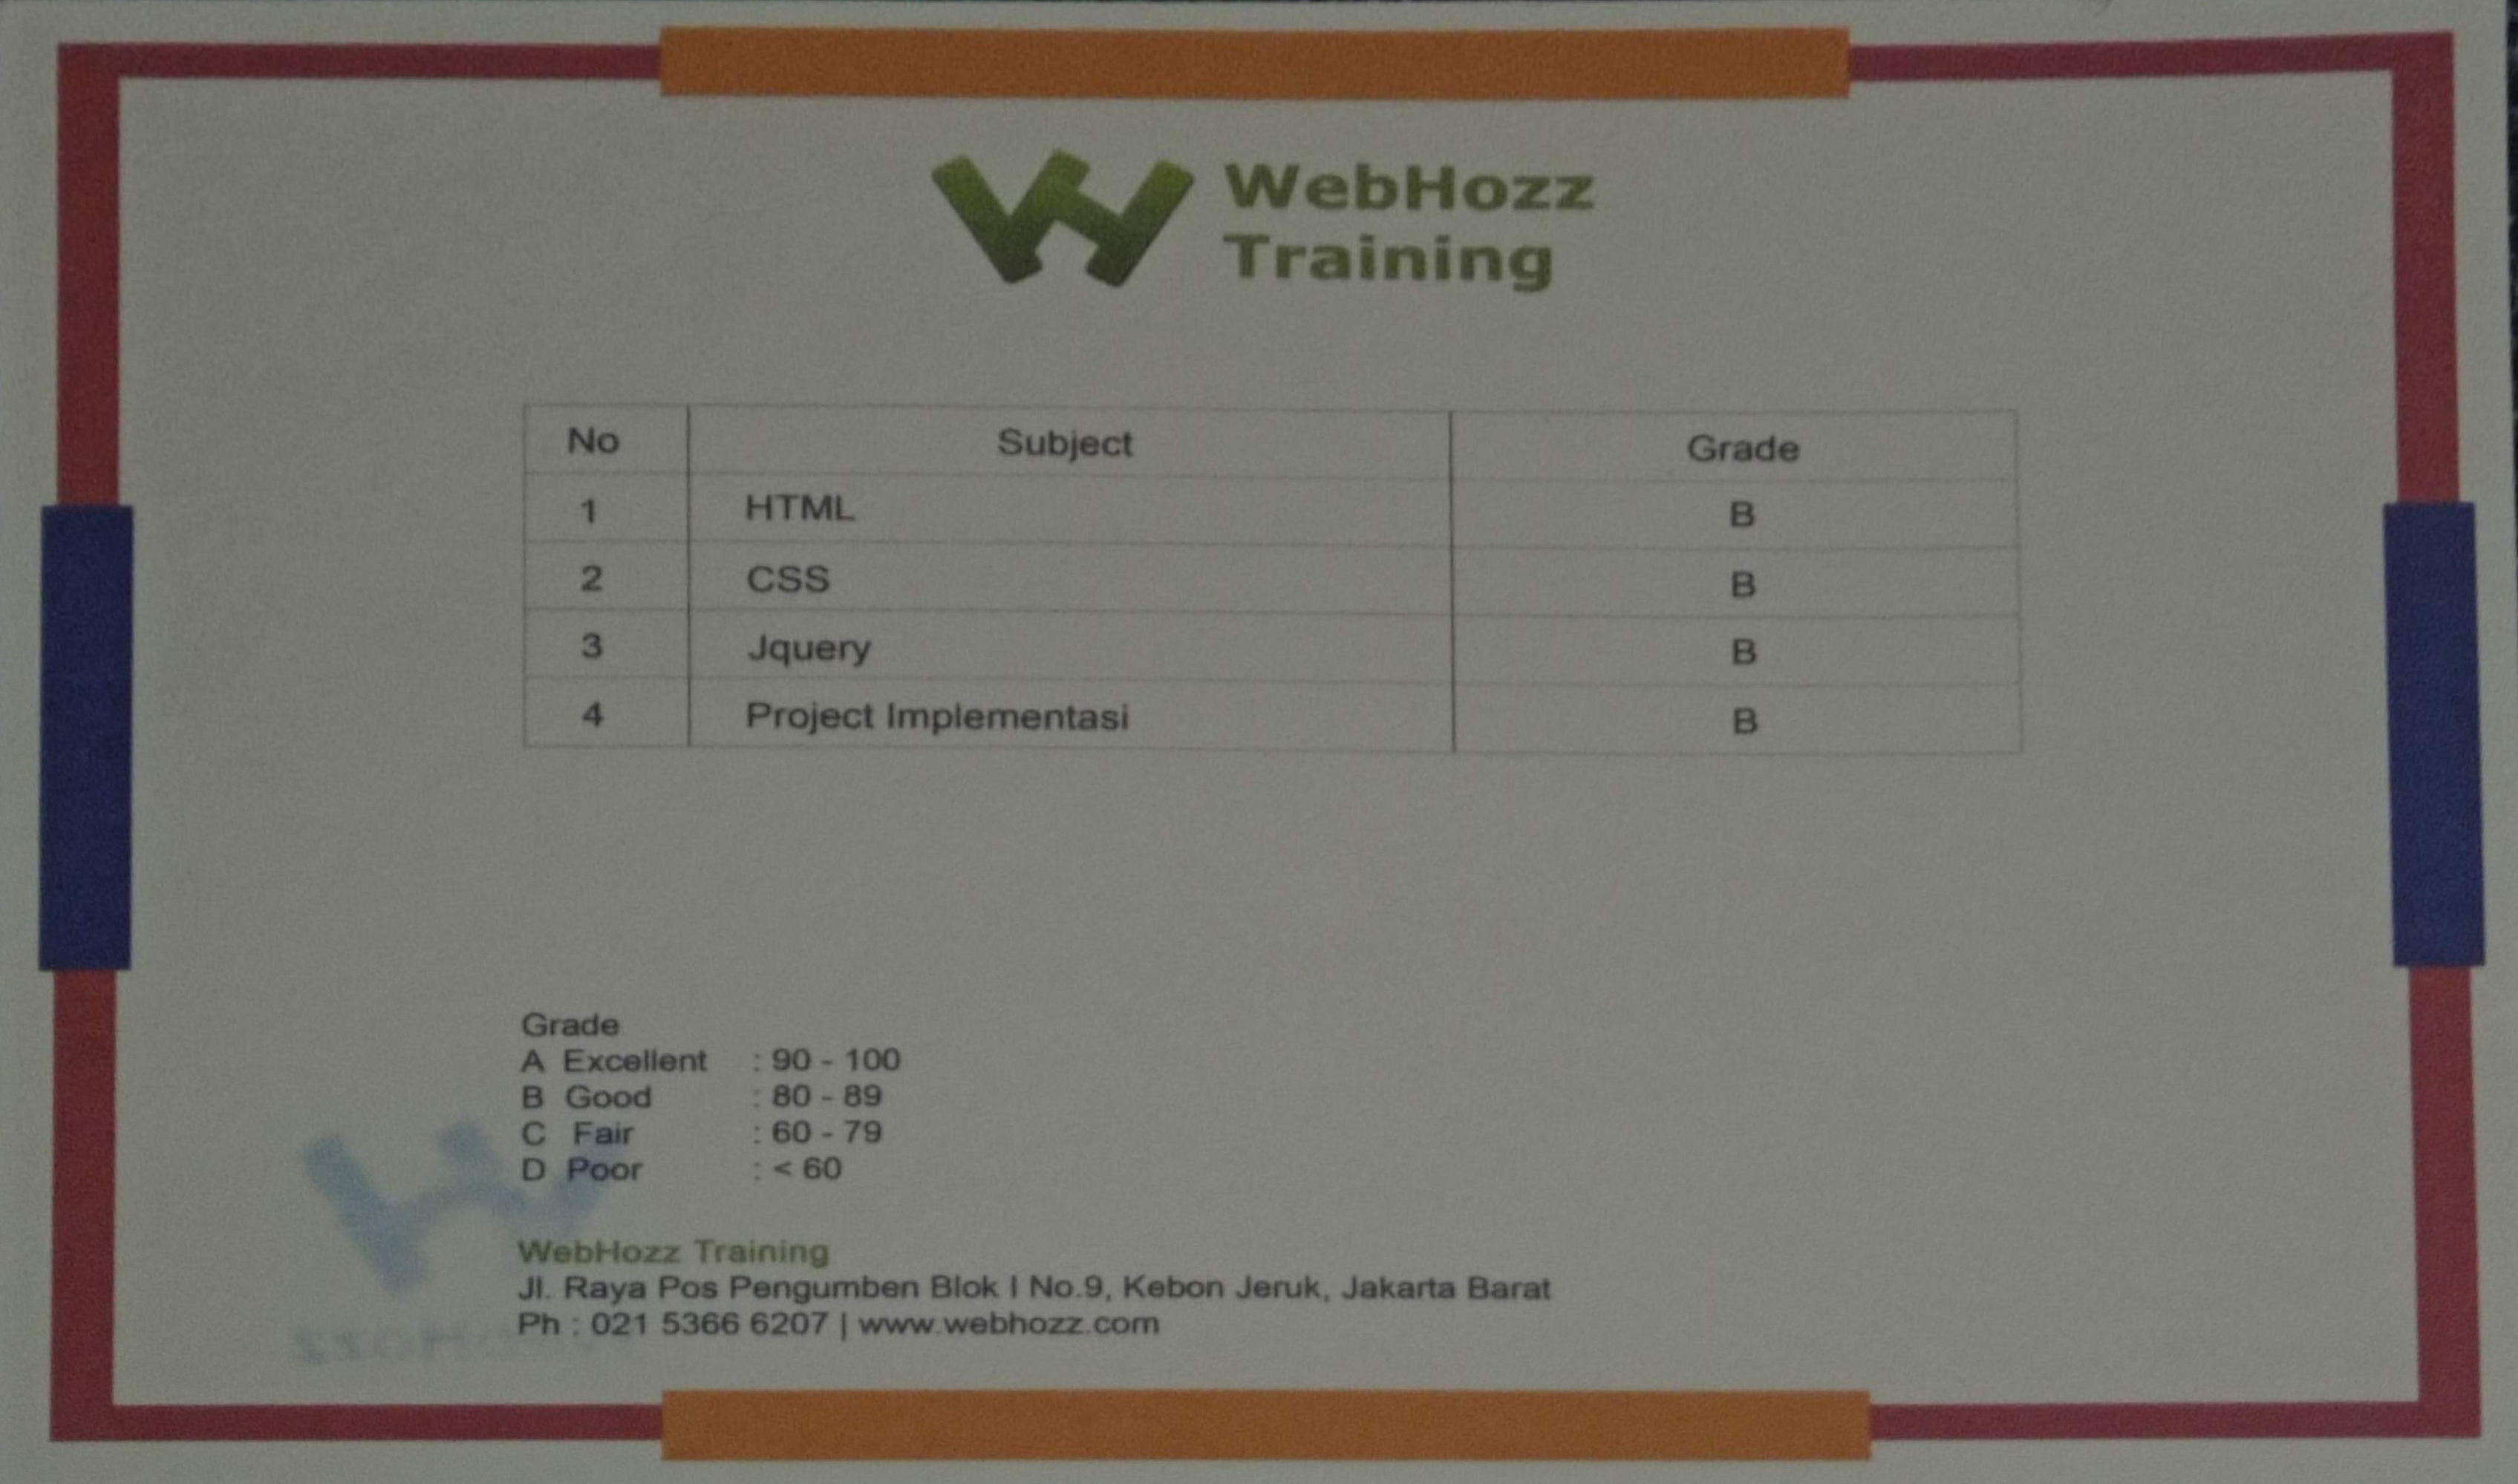 WebHozz
Training
No Subject Grade
1 HTML B
2 CSS B
3 Jquery B
4 Project Implementasi B
Grade
A Excellent : 90 - 100
B Good : 80 - 89
C Fair : 60 - 79
D Poor : < 60
WebHozz Training
Jl. Raya Pos Pengumben Blok I No.9, Kebon Jeruk, Jakarta Barat
Ph : 021 5366 6207 | www.webhozz.com